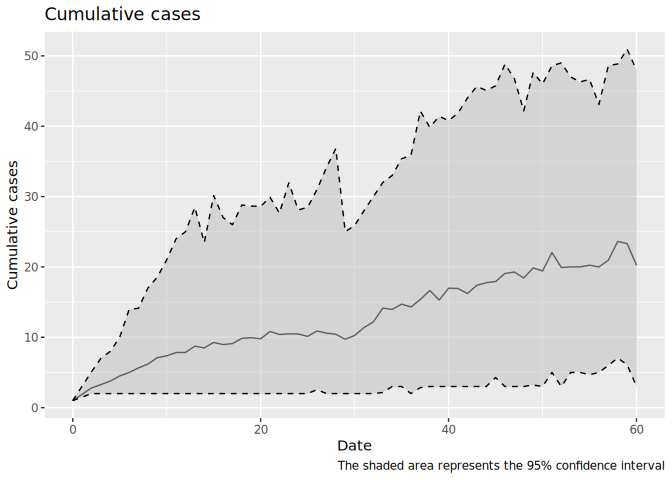 Cumulative cases
Cumulative cases
50
40
30
20
10
0
0 20 40 60
Date
The shaded area represents the 95% confidence interval